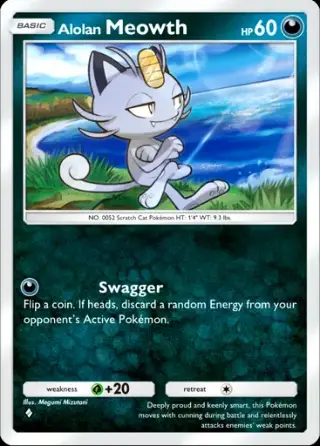 BASIC Alolan Meowth HP 60
NO. 0052 Scratch Cat Pokémon HT: 1'4" WT: 9.3 lbs.
Swagger
Flip a coin. If heads, discard a random Energy from your
opponent's Active Pokémon.
weakness +20 retreat
Illus. Megumi Mizutani
Deeply proud and keenly smart, this Pokémon
moves with cunning during battle and relentlessly
attacks enemies' weak points.